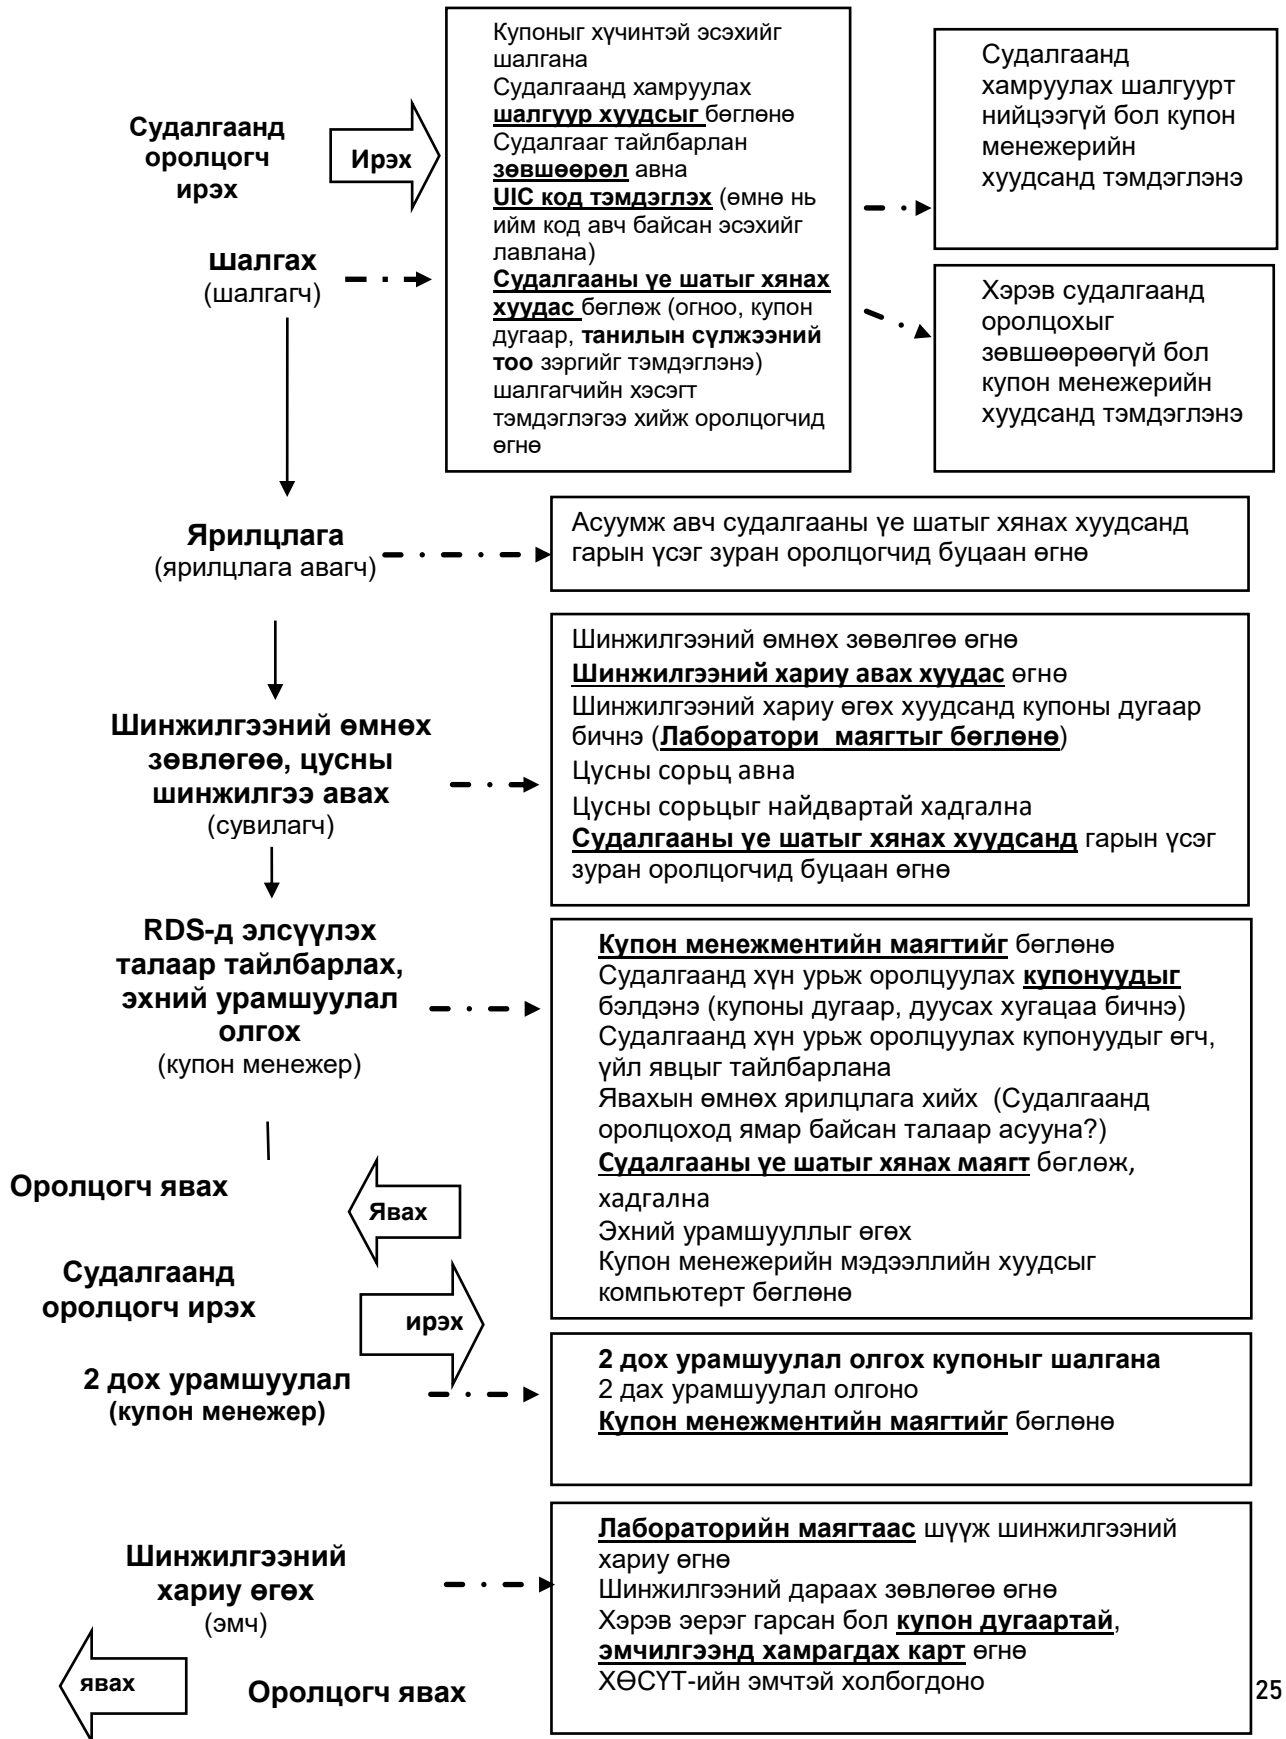 Судалгаанд
оролцогч
ирэх
Ирэх
Шалгах
(шалгагч)
Купоныг хүчинтэй эсэхийг
шалгана
Судалгаанд хамруулах
шалгуур хуудсыг бөглөнө
Судалгааг тайлбарлан
зөвшөөрөл авна
UIC код тэмдэглэх (өмнө нь
ийм код авч байсан эсэхийг
лавлана)
Судалгааны үе шатыг хянах
хуудас бөглөж (огноо, купон
дугаар, танилын сүлжээний
тоо зэргийг тэмдэглэнэ)
шалгагчийн хэсэгт
тэмдэглэгээ хийж оролцогчид
өгнө
Судалгаанд
хамруулах шалгуурт
нийцээгүй бол купон
менежерийн
хуудсанд тэмдэглэнэ
Хэрэв судалгаанд
оролцохыг
зөвшөөрөөгүй бол
купон менежерийн
хуудсанд тэмдэглэнэ
Ярилцлага
(ярилцлага авагч)
Асуумж авч судалгааны үе шатыг хянах хуудсанд
гарын үсэг зуран оролцогчид буцаан өгнө
Шинжилгээний өмнөх
зөвлөгөө, цусны
шинжилгээ авах
(сувилагч)
Шинжилгээний өмнөх зөвөлгөө өгнө
Шинжилгээний хариу авах хуудас өгнө
Шинжилгээний хариу өгөх хуудсанд купоны дугаар
бичнэ (Лаборатори маягтыг бөглөнө)
Цусны сорьц авна
Цусны сорьцыг найдвартай хадгална
Судалгааны үе шатыг хянах хуудсанд гарын үсэг
зуран оролцогчид буцаан өгнө
RDS-д элсүүлэх
талаар тайлбарлах,
эхний урамшуулал
олгох
(купон менежер)
Купон менежментийн маягтийг бөглөнө
Судалгаанд хүн урьж оролцуулах купонуудыг
бэлдэнэ (купоны дугаар, дуусах хугацаа бичнэ)
Судалгаанд хүн урьж оролцуулах купонуудыг өгч,
үйл явцыг тайлбарлана
Явахын өмнөх ярилцлага хийх (Судалгаанд
оролцоход ямар байсан талаар асууна?)
Судалгааны үе шатыг хянах маягт бөглөж,
хадгална
Эхний урамшууллыг өгөх
Купон менежерийн мэдээллийн хуудсыг
компьютерт бөглөнө
Оролцогч явах
Явах
Судалгаанд
оролцогч ирэх
ирэх
2 дох урамшуулал
(купон менежер)
2 дох урамшуулал олгох купоныг шалгана
2 дах урамшуулал олгоно
Купон менежментийн маягтийг бөглөнө
Шинжилгээний
хариу өгөх
(эмч)
Лабораторийн маягтаас шүүж шинжилгээний
хариу өгнө
Шинжилгээний дараах зөвлөгөө өгнө
Хэрэв эерэг гарсан бол купон дугаартай,
эмчилгээнд хамрагдах карт өгнө
ХӨСҮТ-ийн эмчтэй холбогдоно
явах
Оролцогч явах
25